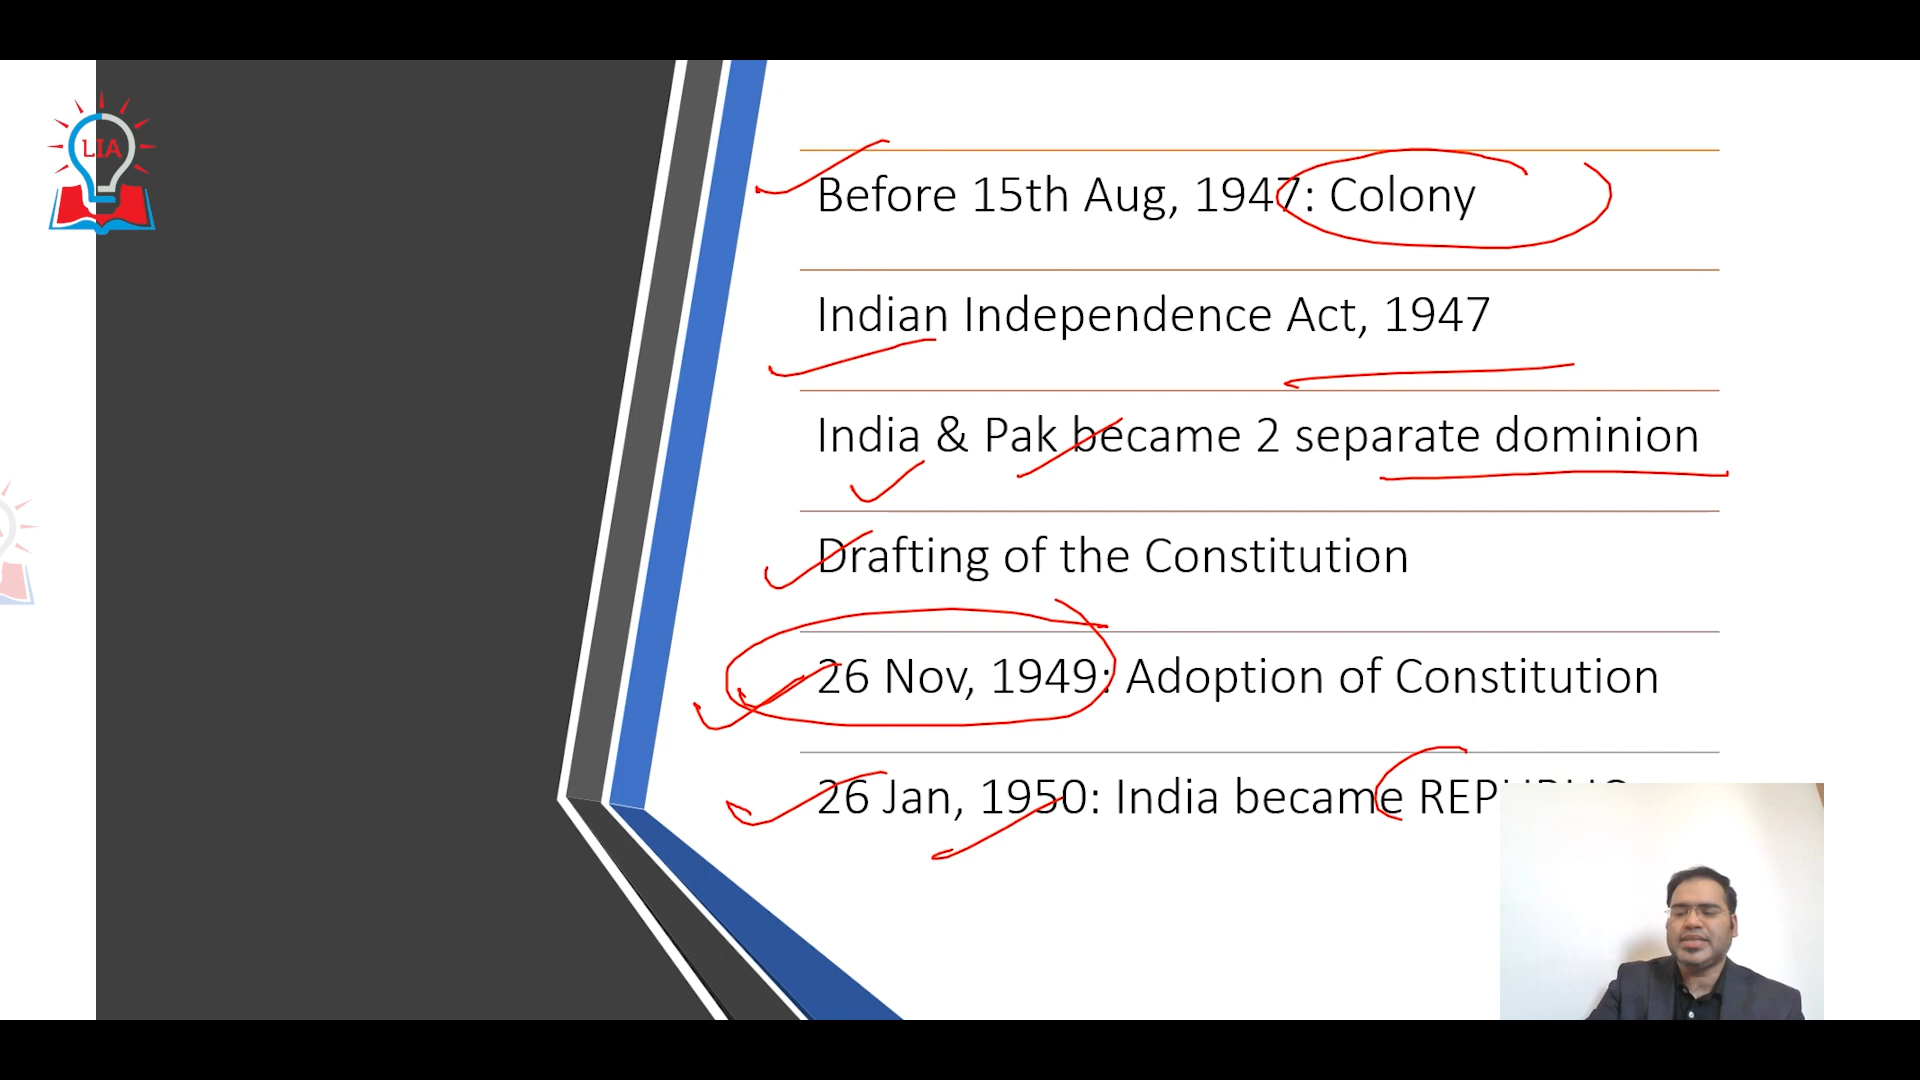 LIA
Before 15th Aug, 1947: Colony
Indian Independence Act, 1947
India & Pak became 2 separate dominion
Drafting of the Constitution
26 Nov, 1949: Adoption of Constitution
26 Jan, 1950: India became